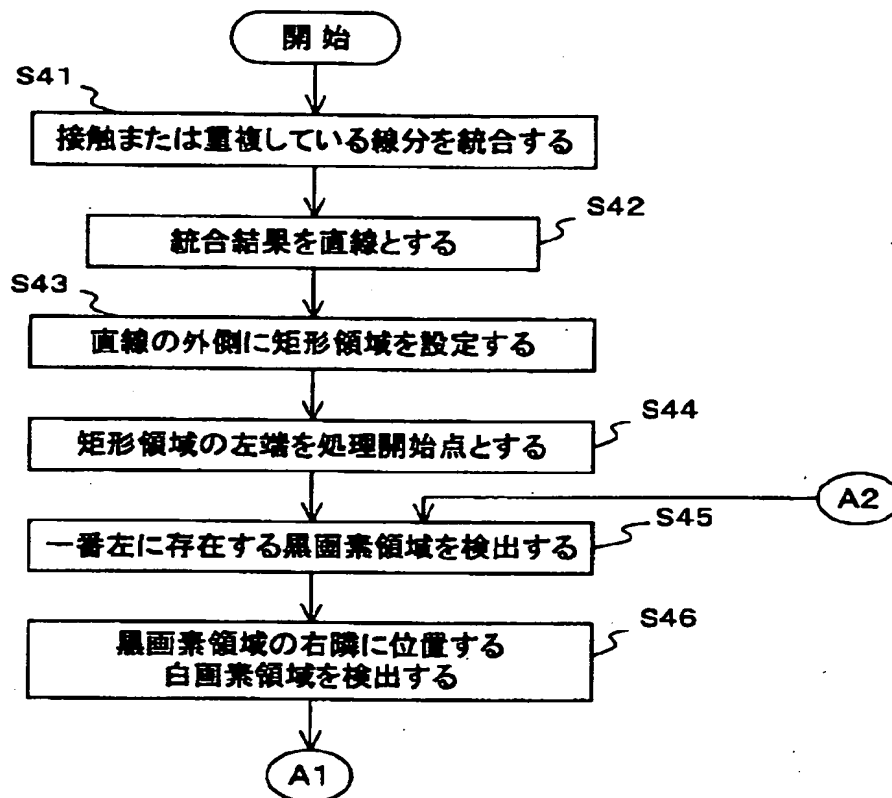 開始
S41
接触または重複している線分を統合する
S42
統合結果を直線とする
S43
直線の外側に矩形領域を設定する
S44
矩形領域の左端を処理開始点とする
A2
S45
一番左に存在する黒画素領域を検出する
S46
黒画素領域の右隣に位置する
白画素領域を検出する
A1